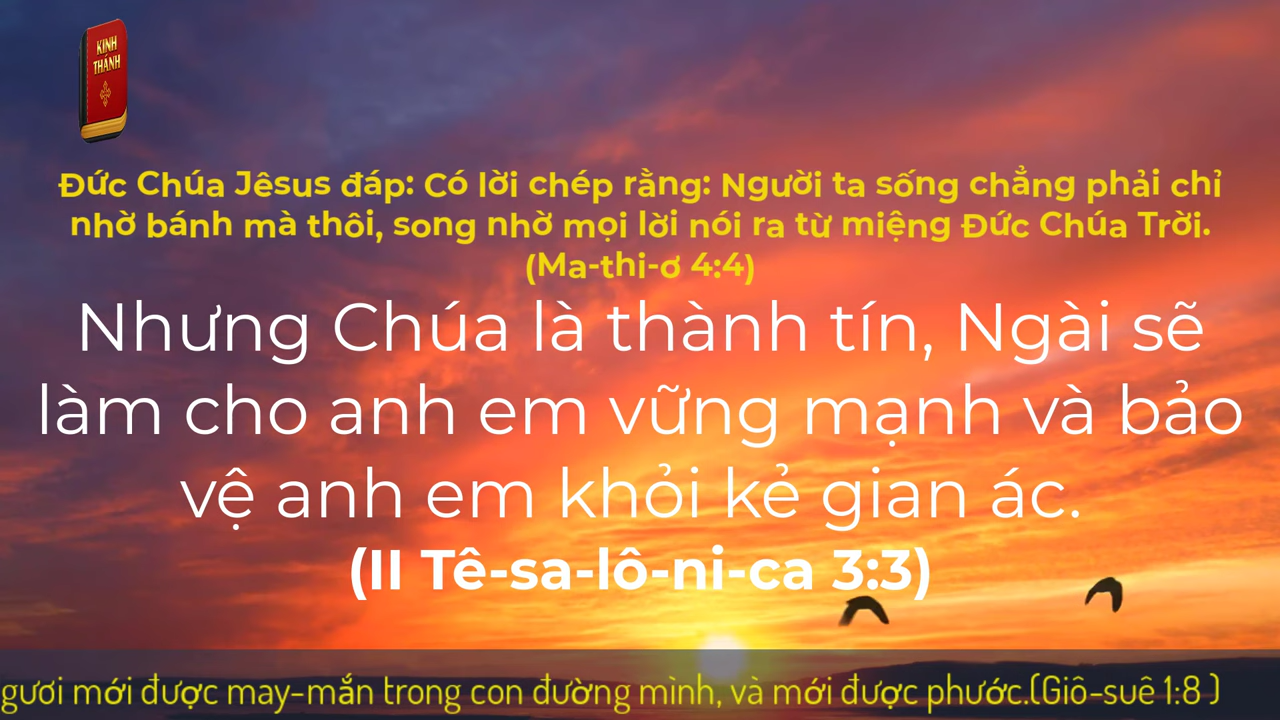 KINH
THÁNH
Đức Chúa Jêsus đáp: Có lời chép rằng: Người ta sống chẳng phải chỉ
nhờ bánh mà thôi, song nhờ mọi lời nói ra từ miệng Đức Chúa Trời.
(Ma-thi-ơ 4:4)
Nhưng Chúa là thành tín, Ngài sẽ
làm cho anh em vững mạnh và bảo
vệ anh em khỏi kẻ gian ác.
(II Tê-sa-lô-ni-ca 3:3)
gươi mới được may-mắn trong con đường mình, và mới được phước.(Giô-suê 1:8 )